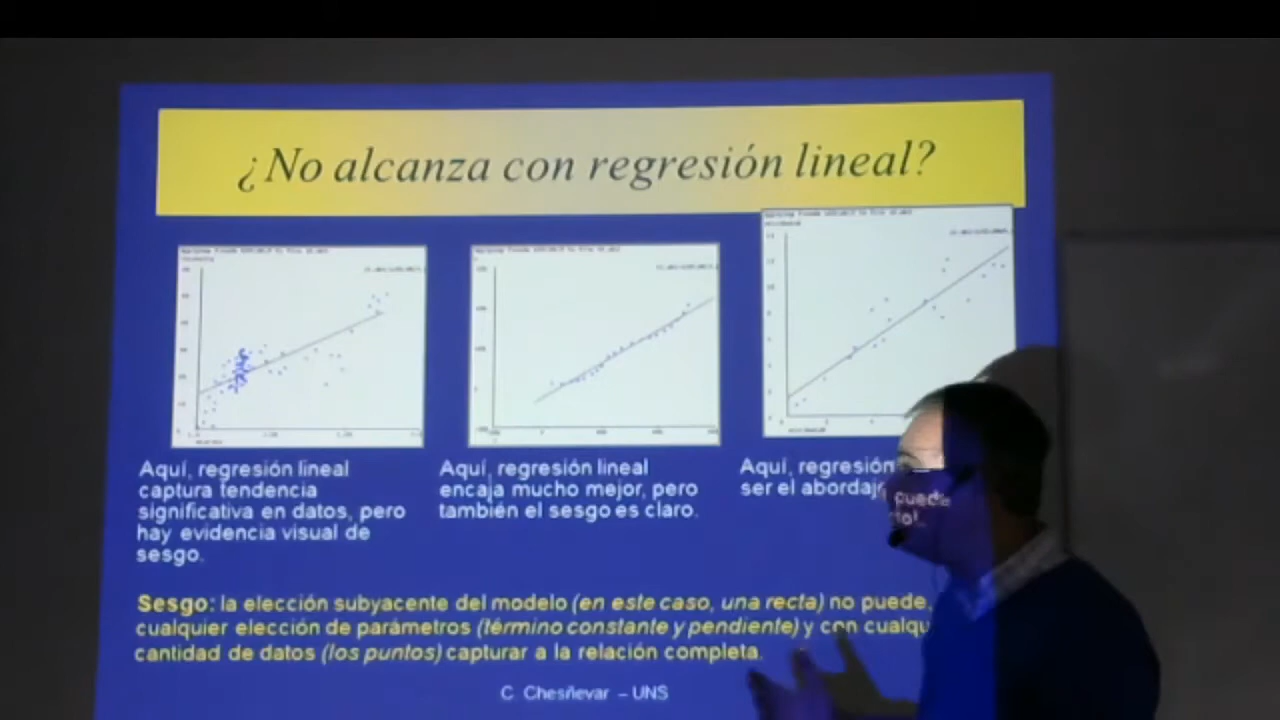 ¿No alcanza con regresión lineal?
Aquí, regresión lineal
captura tendencia
significativa en datos, pero
hay evidencia visual de
sesgo.
Aquí, regresión lineal
encaja mucho mejor, pero
también el sesgo es claro.
Aquí, regresión puede
ser el
Sesgo: la elección subyacente del modelo (en este caso, una recta) no puede,
cualquier elección de parámetros (término constante y pendiente) y con
cantidad de datos (los puntos) capturar a la relación completa.
C. Chesñevar – UNS